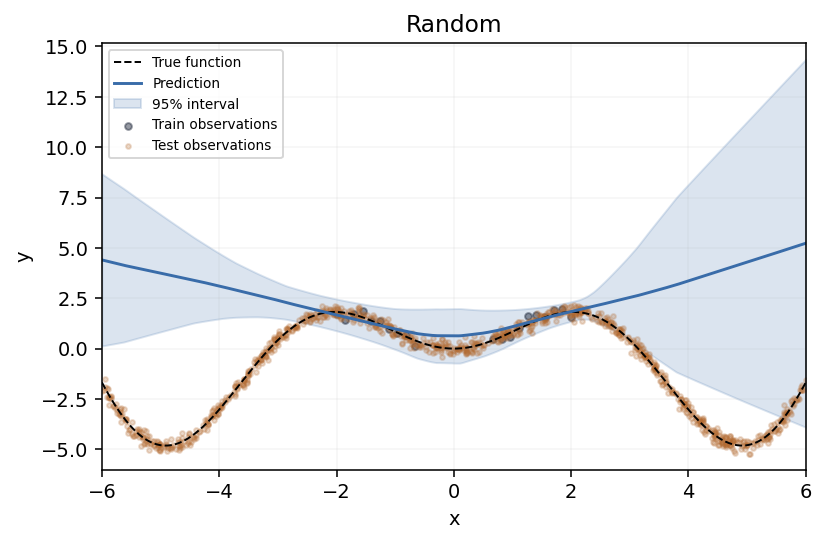 Random
15.0
12.5
10.0
7.5
5.0
2.5
0.0
−2.5
−5.0
y
True function
Prediction
95% interval
Train observations
Test observations
−6 −4 −2 0 2 4 6
x